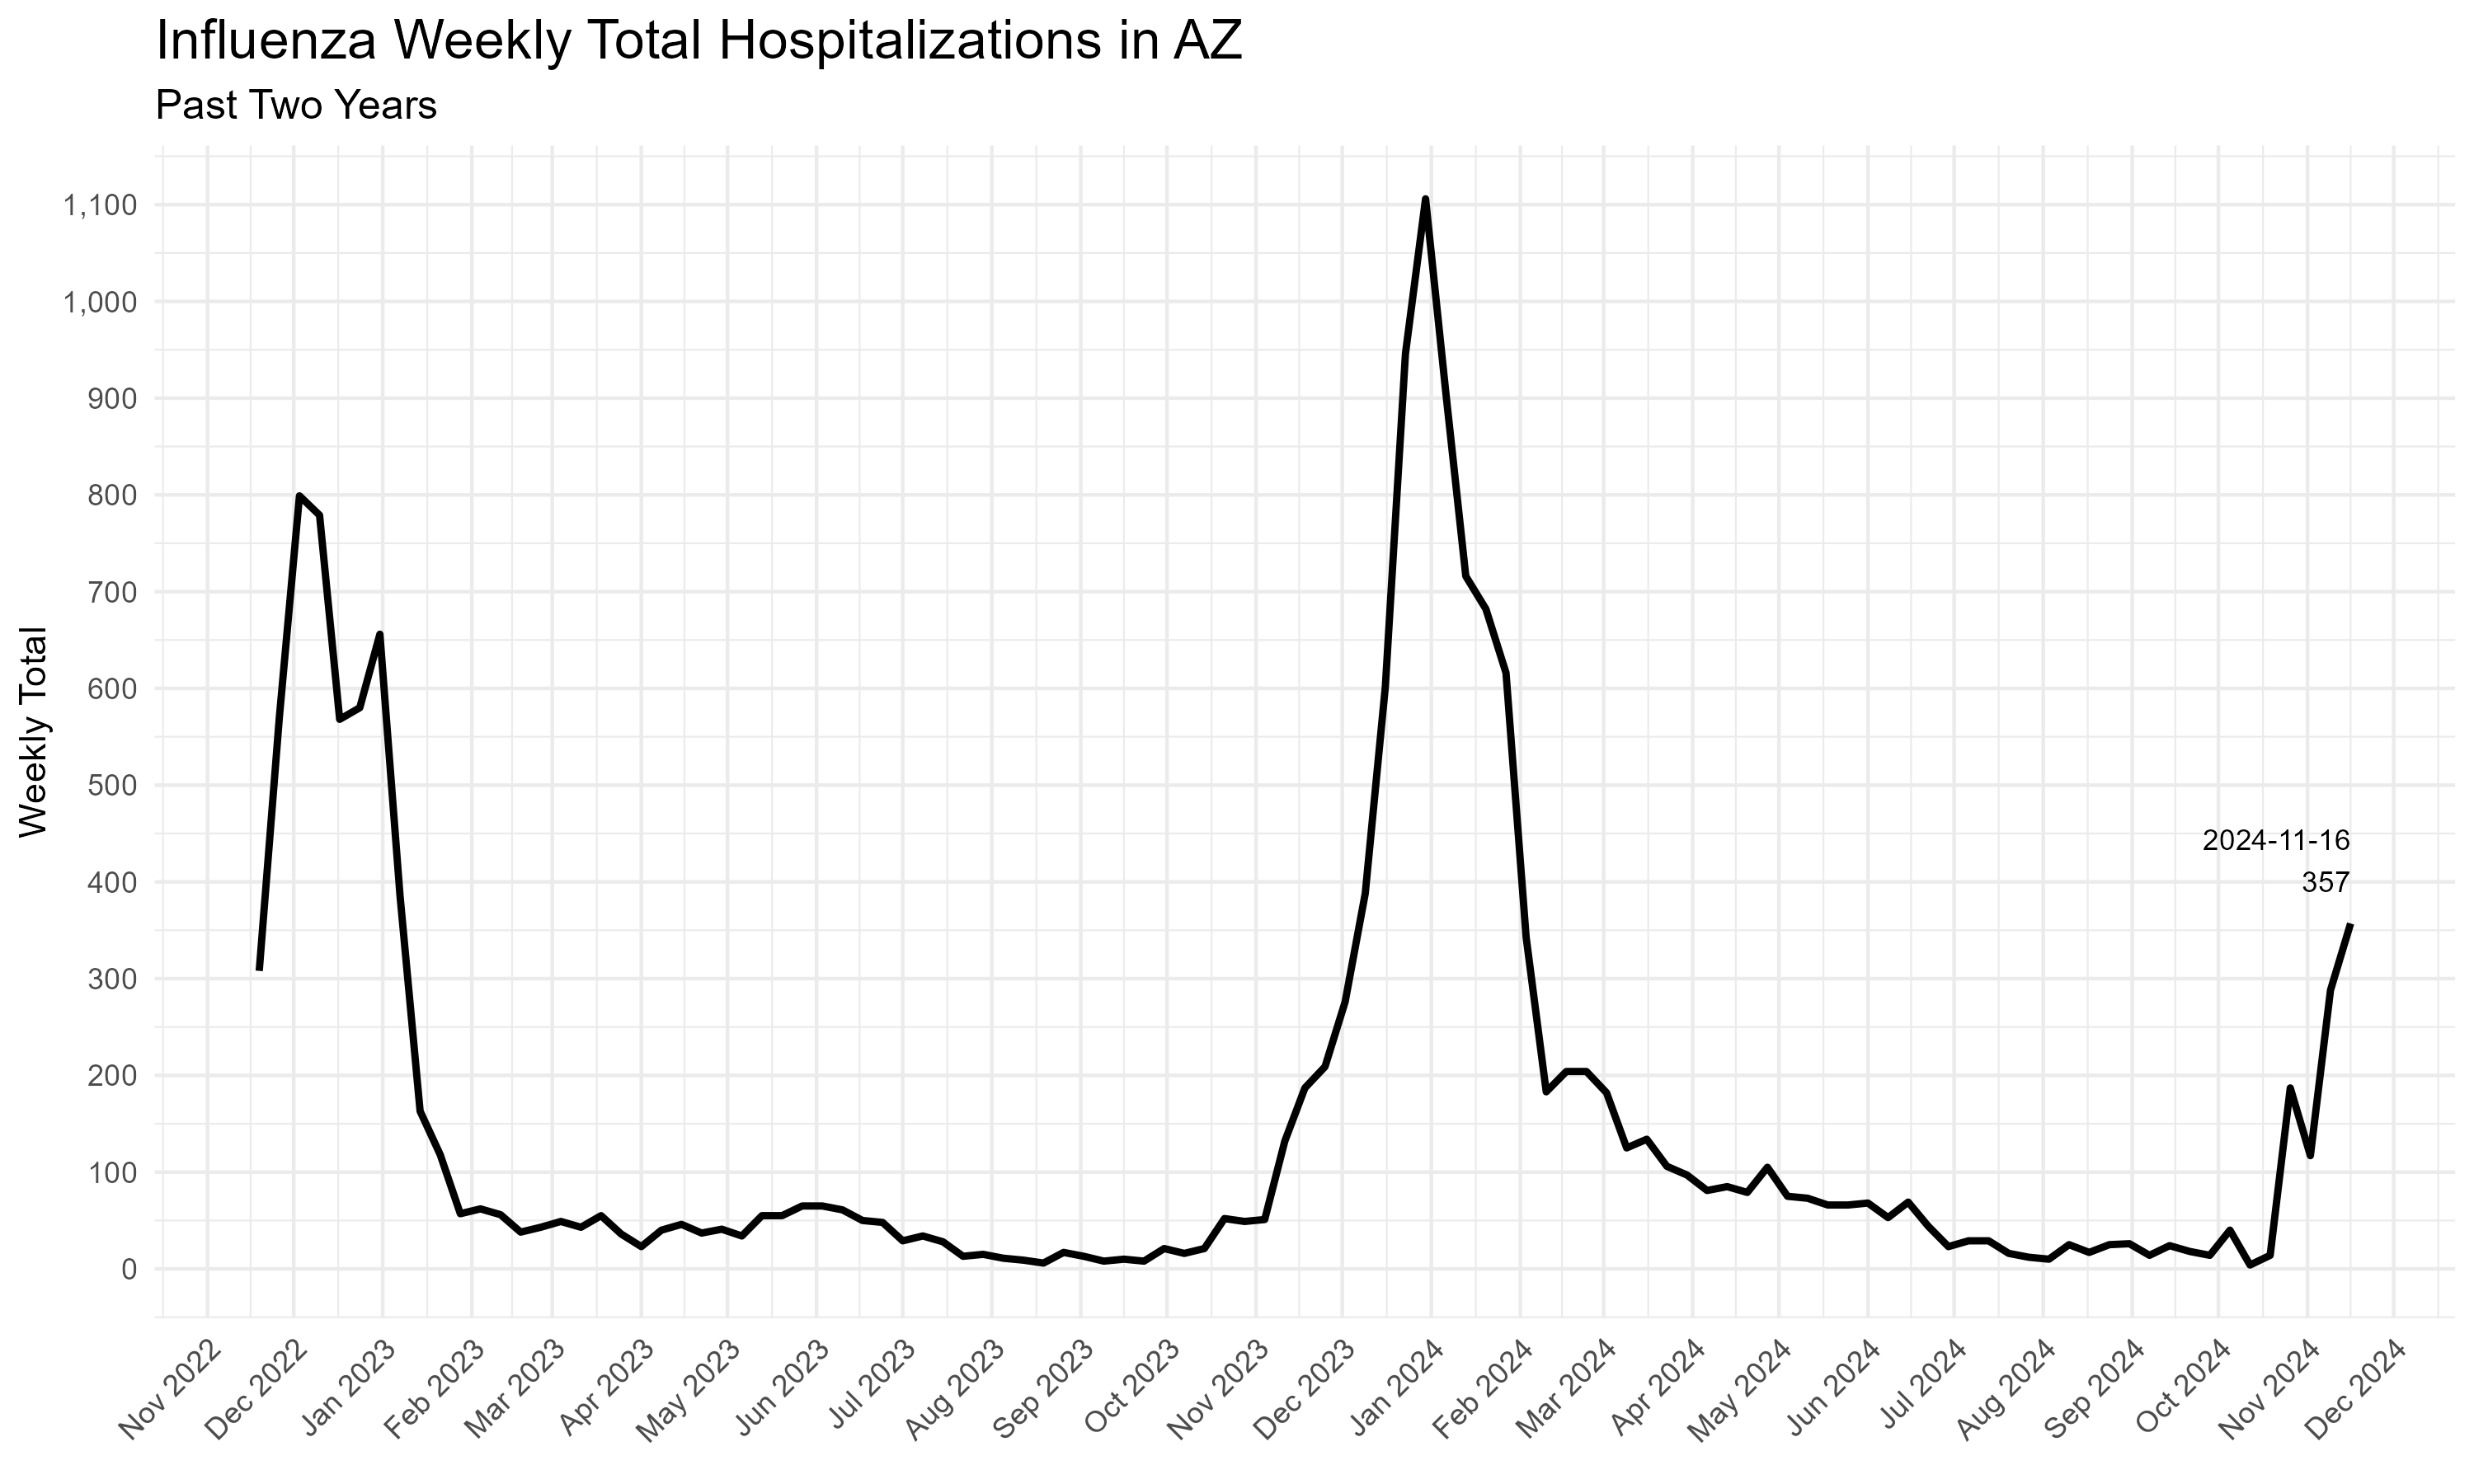 Influenza Weekly Total Hospitalizations in AZ
Past Two Years
Weekly Total
1,100
1,000
900
800
700
600
500
400
300
200
100
0
2024-11-16
357
Nov 2022
Dec 2022
Jan 2023
Feb 2023
Mar 2023
Apr 2023
May 2023
Jun 2023
Jul 2023
Aug 2023
Sep 2023
Oct 2023
Nov 2023
Dec 2023
Jan 2024
Feb 2024
Mar 2024
Apr 2024
May 2024
Jun 2024
Jul 2024
Aug 2024
Sep 2024
Oct 2024
Nov 2024
Dec 2024